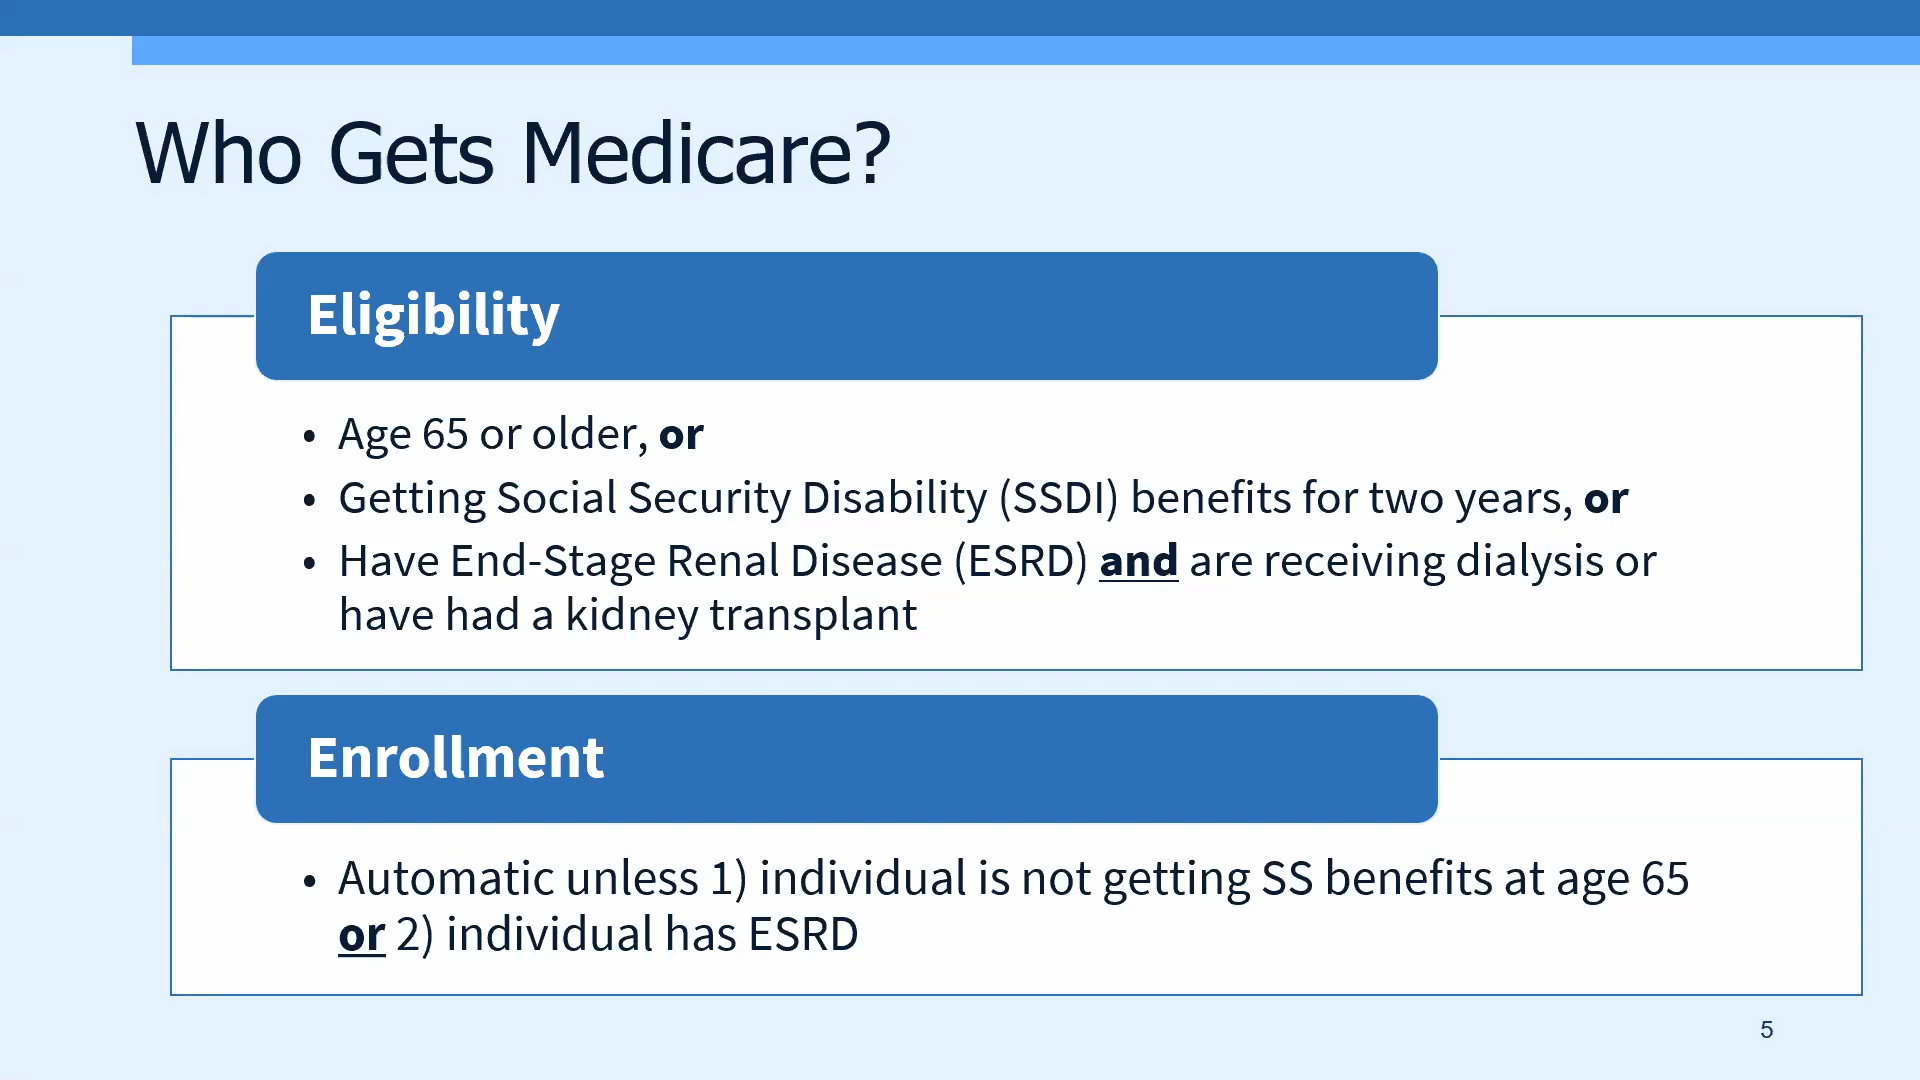 Who Gets Medicare?
Eligibility
• Age 65 or older, or
• Getting Social Security Disability (SSDI) benefits for two years, or
• Have End-Stage Renal Disease (ESRD) and are receiving dialysis or
have had a kidney transplant
Enrollment
• Automatic unless 1) individual is not getting SS benefits at age 65
or 2) individual has ESRD
5